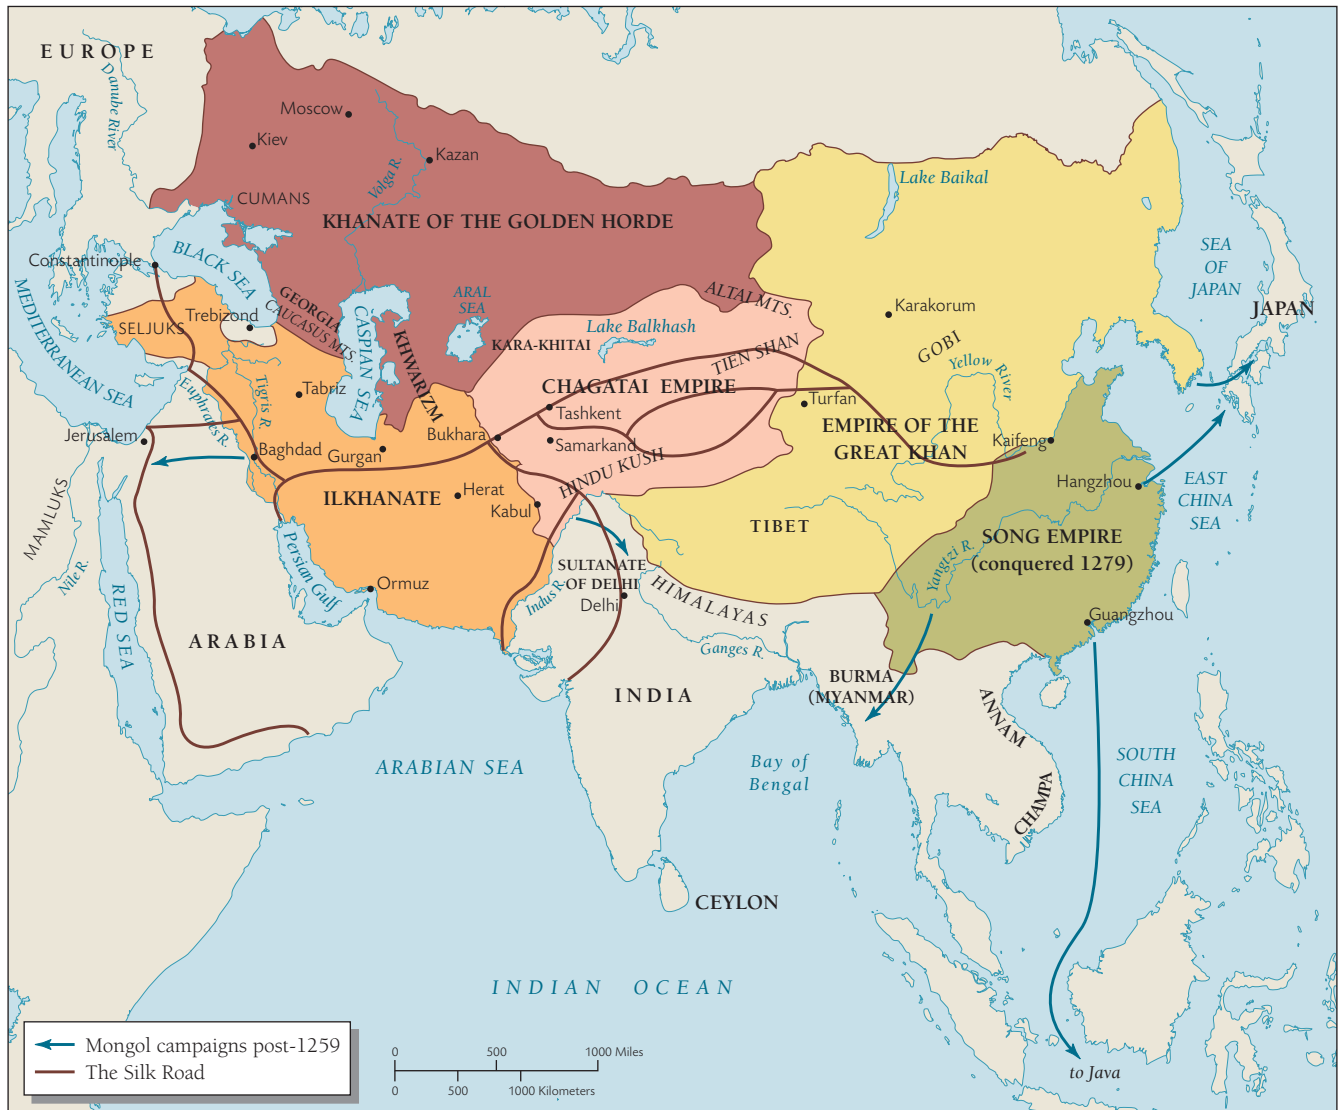 EUROPE
Danube River
Moscow
Kiev
Kazan
Volga R.
CUMANS
KHANATE OF THE GOLDEN HORDE
Lake Baikal
Constantinople
BLACK SEA
MEDITERRANEAN SEA
SELJUKS
Trebizond
GEORGIA
CAUCASUS MTS.
CASPIAN SEA
ARAL
SEA
KHWARIZM
KARA-KHITAI
Lake Balkhash
ALTAI MTS.
TIEN SHAN
CHAGATAI EMPIRE
Karakorum
GOBI
Yellow River
SEA
OF
JAPAN
JAPAN
Euphrates R.
Tigris R.
Tabriz
Tashkent
Turfan
EMPIRE OF THE
GREAT KHAN
Jerusalem
Baghdad
Gurgan
Bukhara
Samarkand
HINDU KUSH
Kaifeng
Hangzhou
EAST
CHINA
SEA
MAMLUKS
Nile R.
ILKHANATE
Herat
Kabul
TIBET
SONG EMPIRE
(conquered 1279)
Yangtzi R.
Persian Gulf
Ormuz
SULTANATE
OF DELHI
Delhi
Indus R.
HIMALAYAS
Guangzhou
RED SEA
ARABIA
Ganges R.
INDIA
BURMA
(MYANMAR)
ANNAM
CHAMPA
ARABIAN SEA
Bay of
Bengal
SOUTH
CHINA
SEA
CEYLON
INDIAN OCEAN
to Java
Mongol campaigns post-1259
The Silk Road
0 500 1000 Miles
0 500 1000 Kilometers